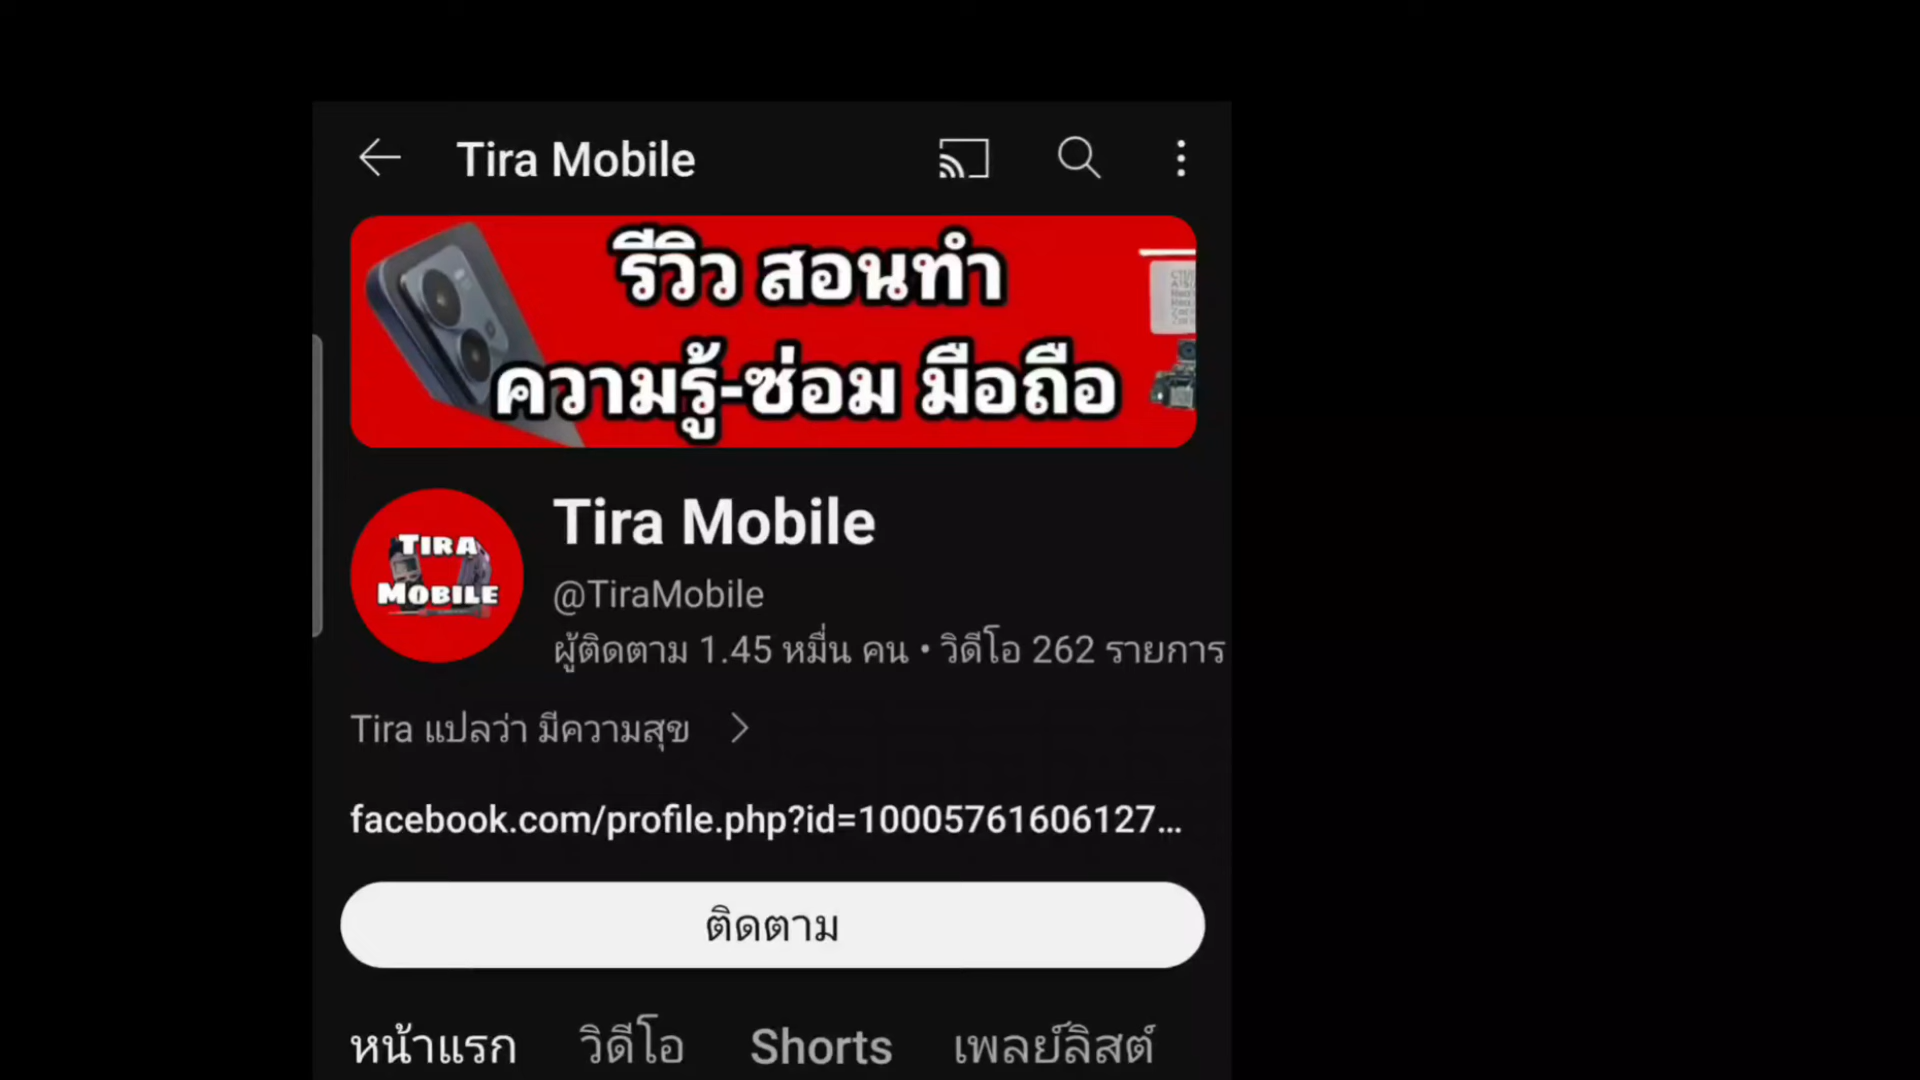 Tira Mobile
รีวิว สอนทำ
ความรู้-ซ่อม มือถือ
TIRA
MOBILE
Tira Mobile
@TiraMobile
ผู้ติดตาม 1.45 หมื่น คน • วิดีโอ 262 รายการ
Tira แปลว่า มีความสุข
facebook.com/profile.php?id=10005761606127...
ติดตาม
หน้าแรก วิดีโอ Shorts เพลย์ลิสต์